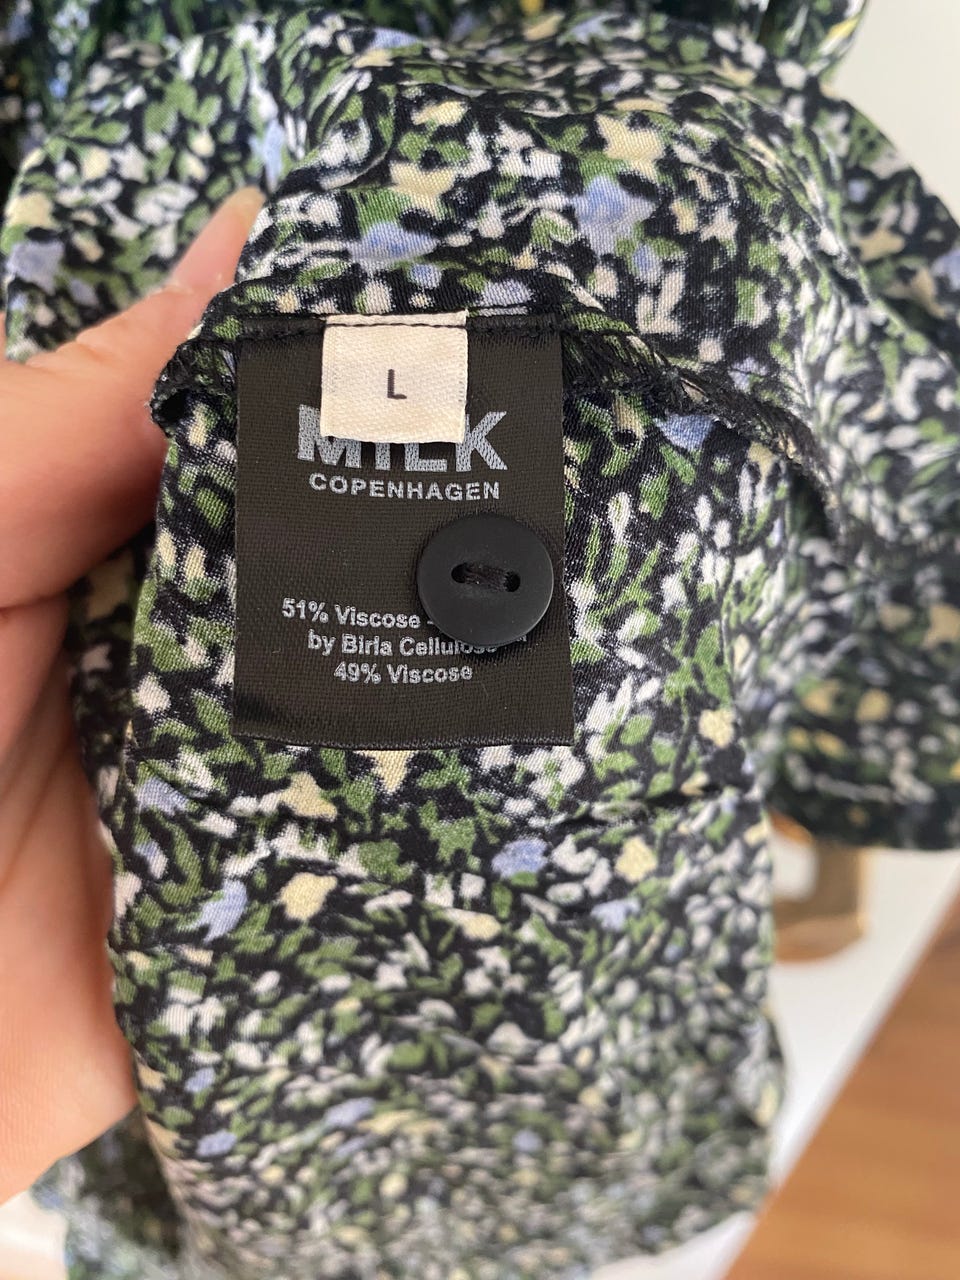 L
MILK
COPENHAGEN
51% Viscose -
by Birla Cellulose
49% Viscose